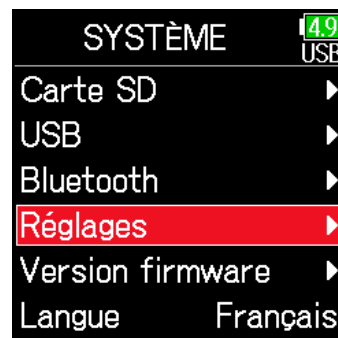 SYSTÈME 4.9
USB
Carte SD
USB
Bluetooth
Réglages
Version firmware
Langue Français